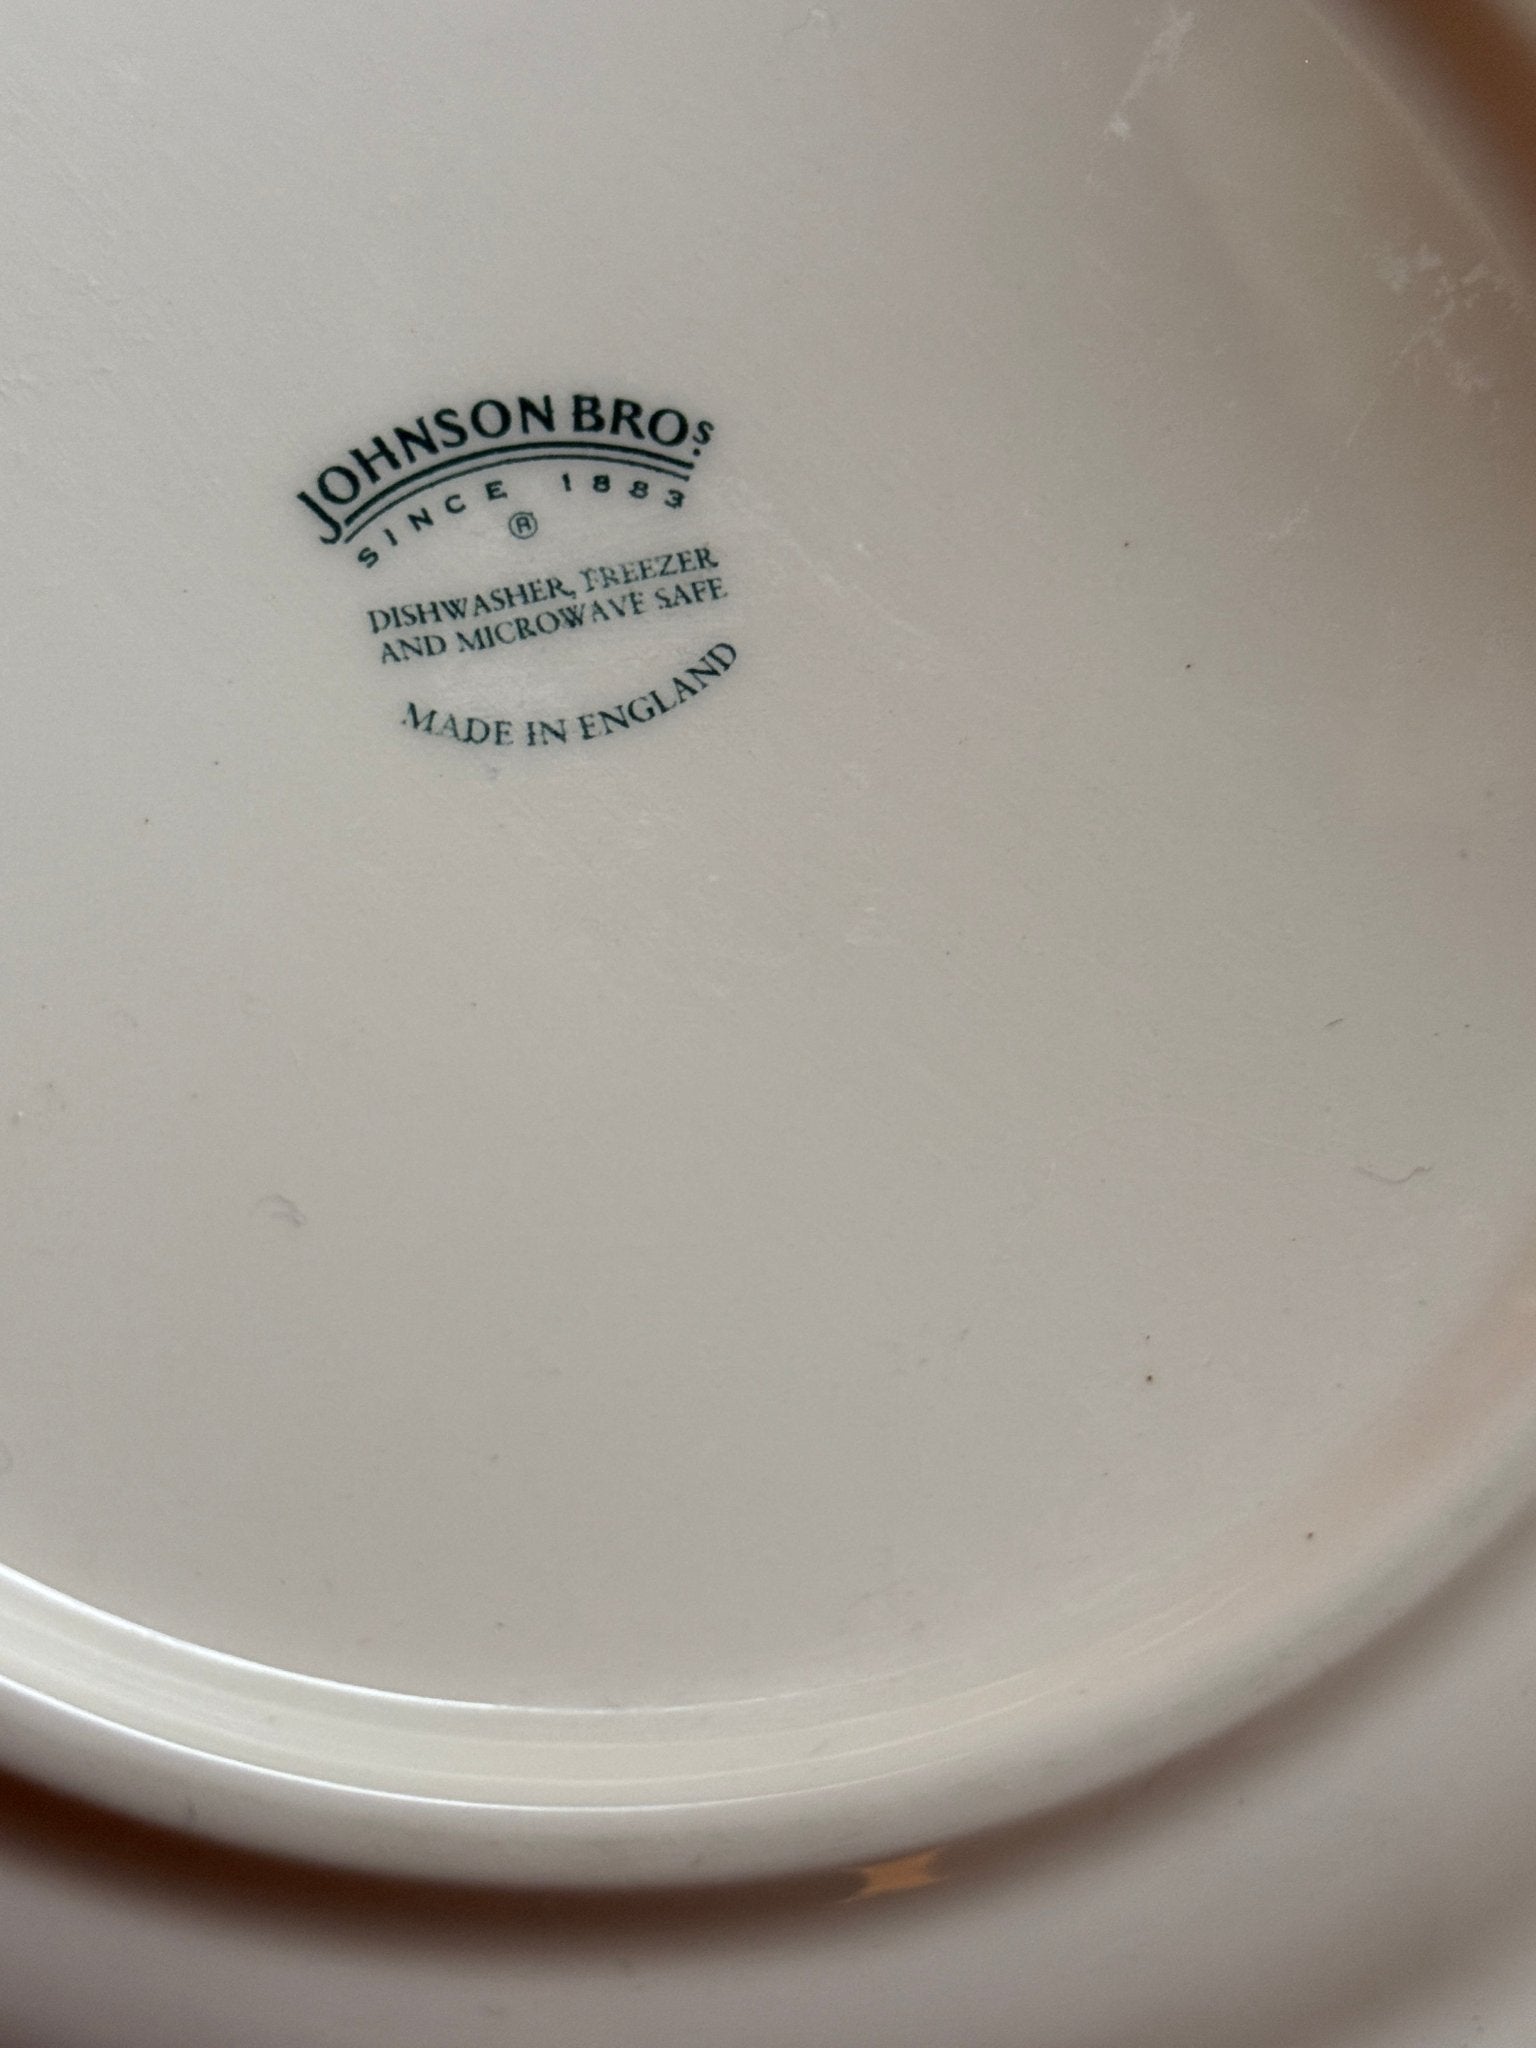 JOHNSON BROS.
SINCE 1883
®
DISHWASHER, FREEZER
AND MICROWAVE SAFE
MADE IN ENGLAND